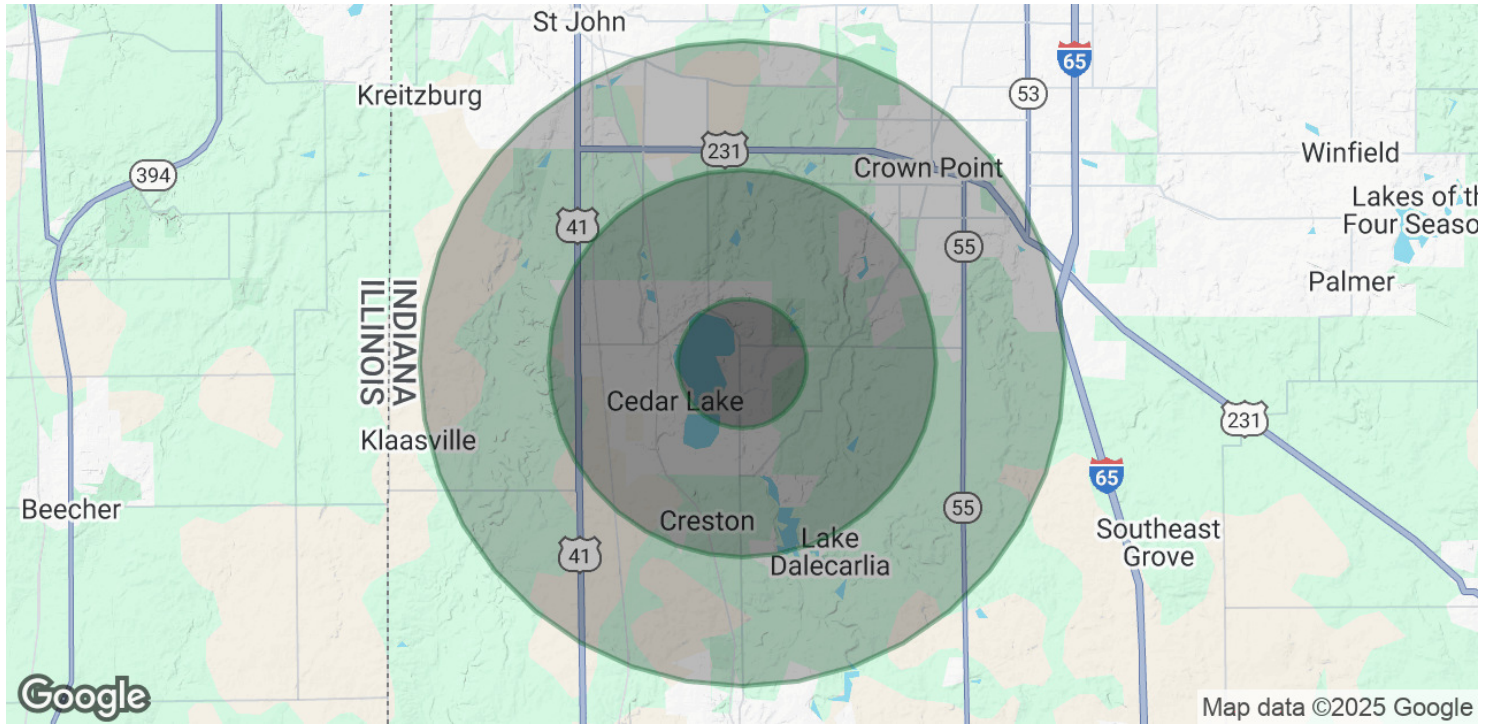 St John
65
Kreitzburg
53
231
Winfield
394
Crown Point
Lakes of th
Four Seaso
41
55
Palmer
INDIANA
ILLINOIS
Cedar Lake
231
Klaasville
65
Beecher
55
Creston
Southeast
Grove
Lake
Dalecarlia
41
Google
Map data ©2025 Google